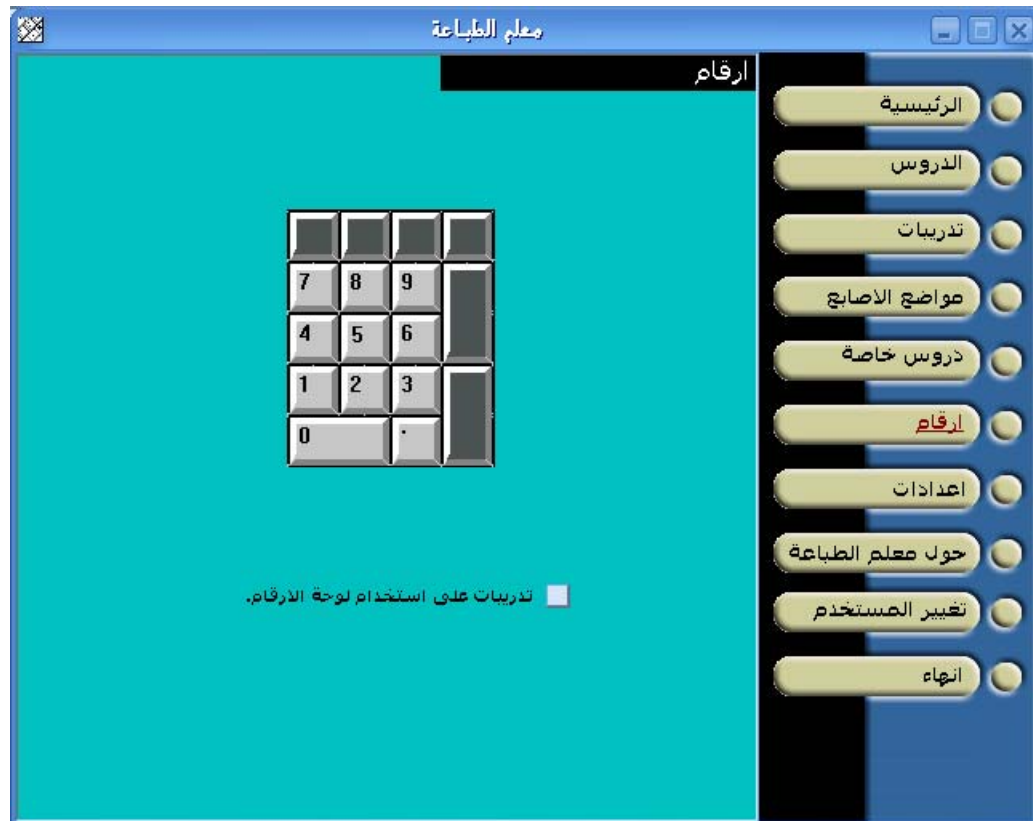 معلم الطباعة
ارقام
الرئيسية
الدروس
تدريبات
مواضع الاصابع
دروس خاصة
ارقام
اعدادات
حول معلم الطباعة
تغيير المستخدم
انهاء
7 8 9
4 5 6
1 2 3
0 .
تدريبات على استخدام لوحة الارقام.